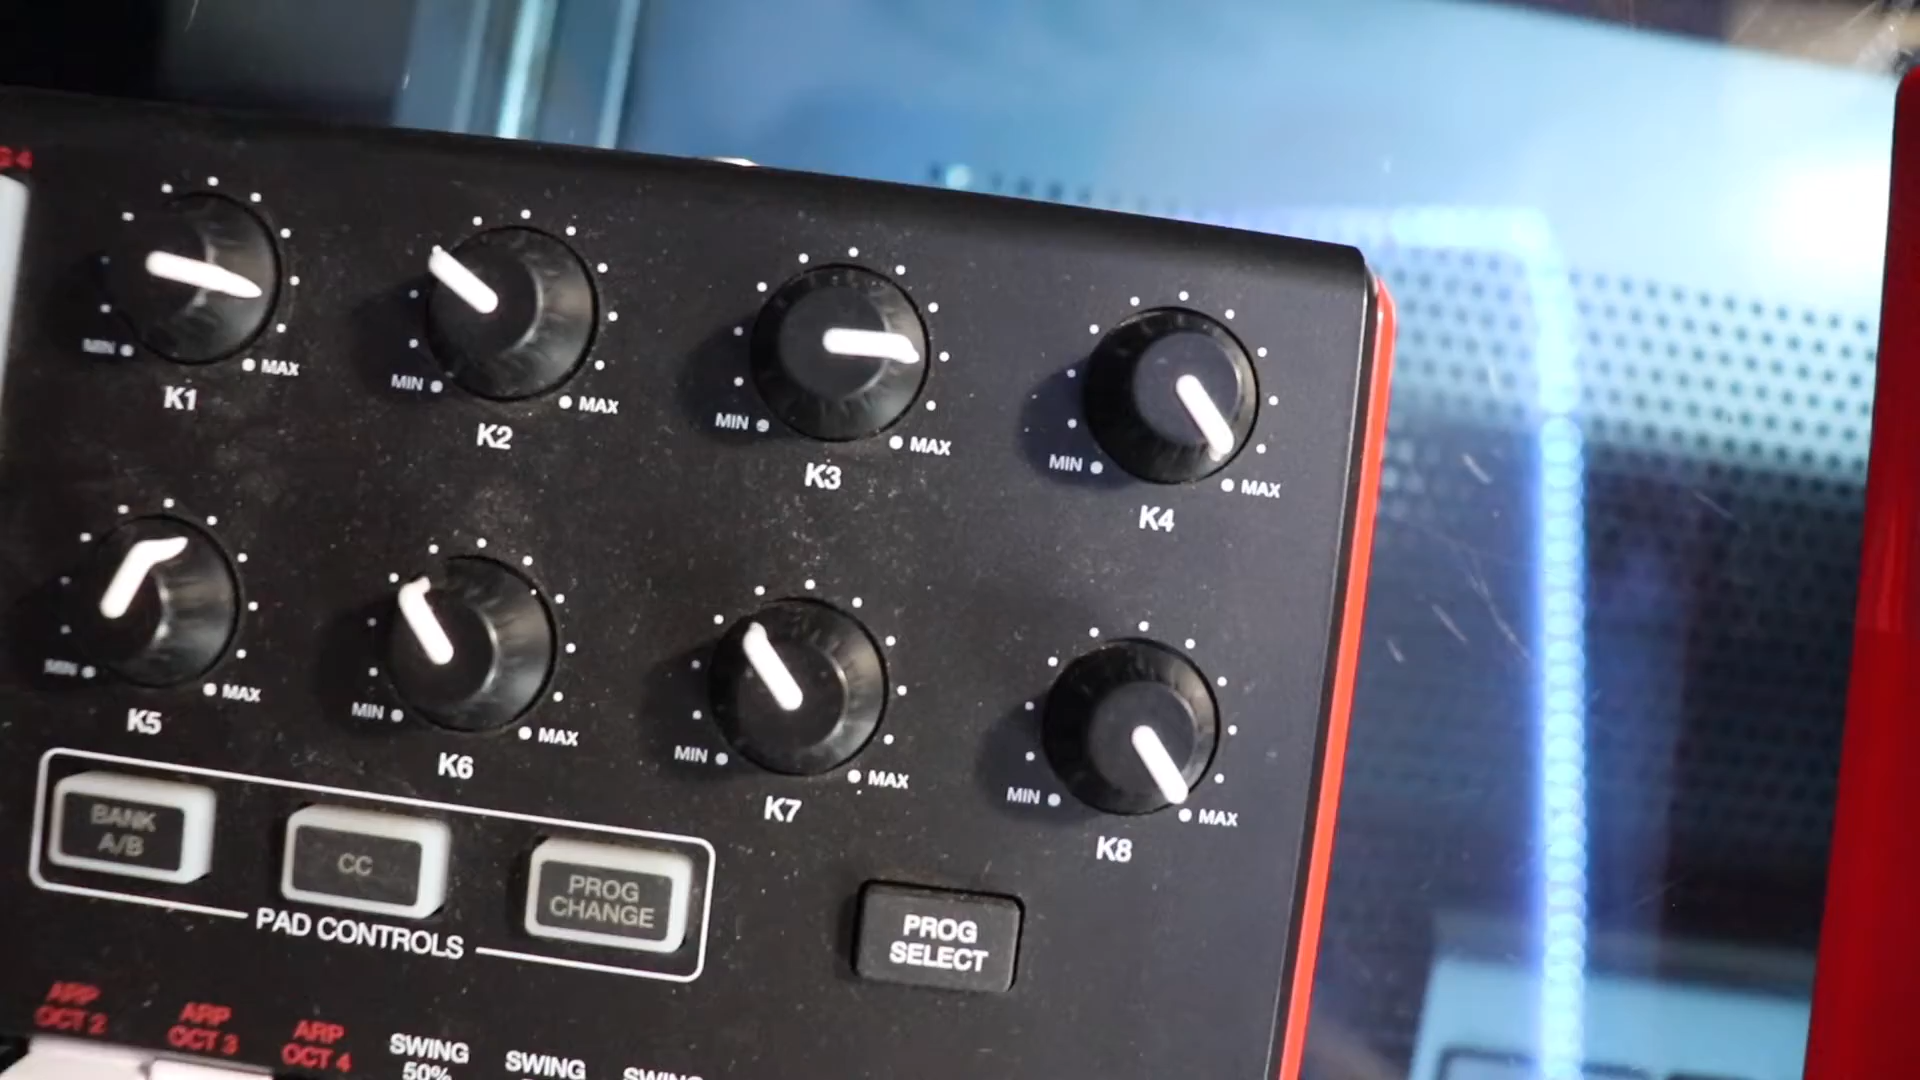 MIN MAX
K1
MIN MAX
K2
MIN MAX
K3
MIN MAX
K4
MIN MAX
K5
MIN MAX
K6
MIN MAX
K7
MIN MAX
K8
BANK
A/B
CC
PROG
CHANGE
PAD CONTROLS
PROG
SELECT
ARP
OCT 2
ARP
OCT 3
ARP
OCT 4
SWING
50%
SWING
SWING